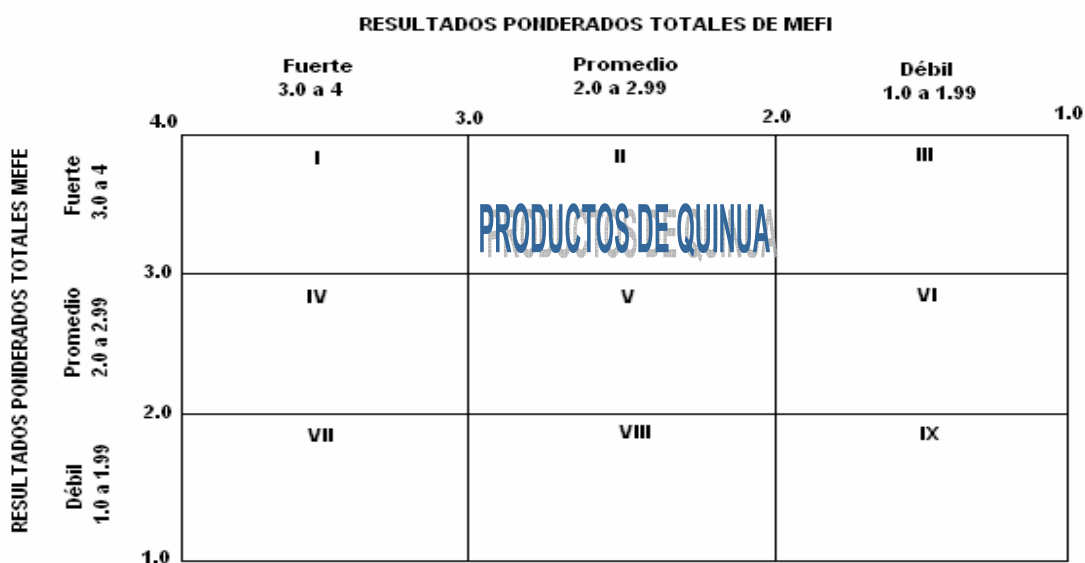 RESULTADOS PONDERADOS TOTALES DE MEFI
Fuerte
3.0 a 4
Promedio
2.0 a 2.99
Débil
1.0 a 1.99
4.0
3.0
2.0
1.0
RESULTADOS PONDERADOS TOTALES MEFE
Fuerte
3.0 a 4
I
II
III
PRODUCTOS DE QUINUA
3.0
Promedio
2.0 a 2.99
IV
V
VI
2.0
Débil
1.0 a 1.99
VII
VIII
IX
1.0